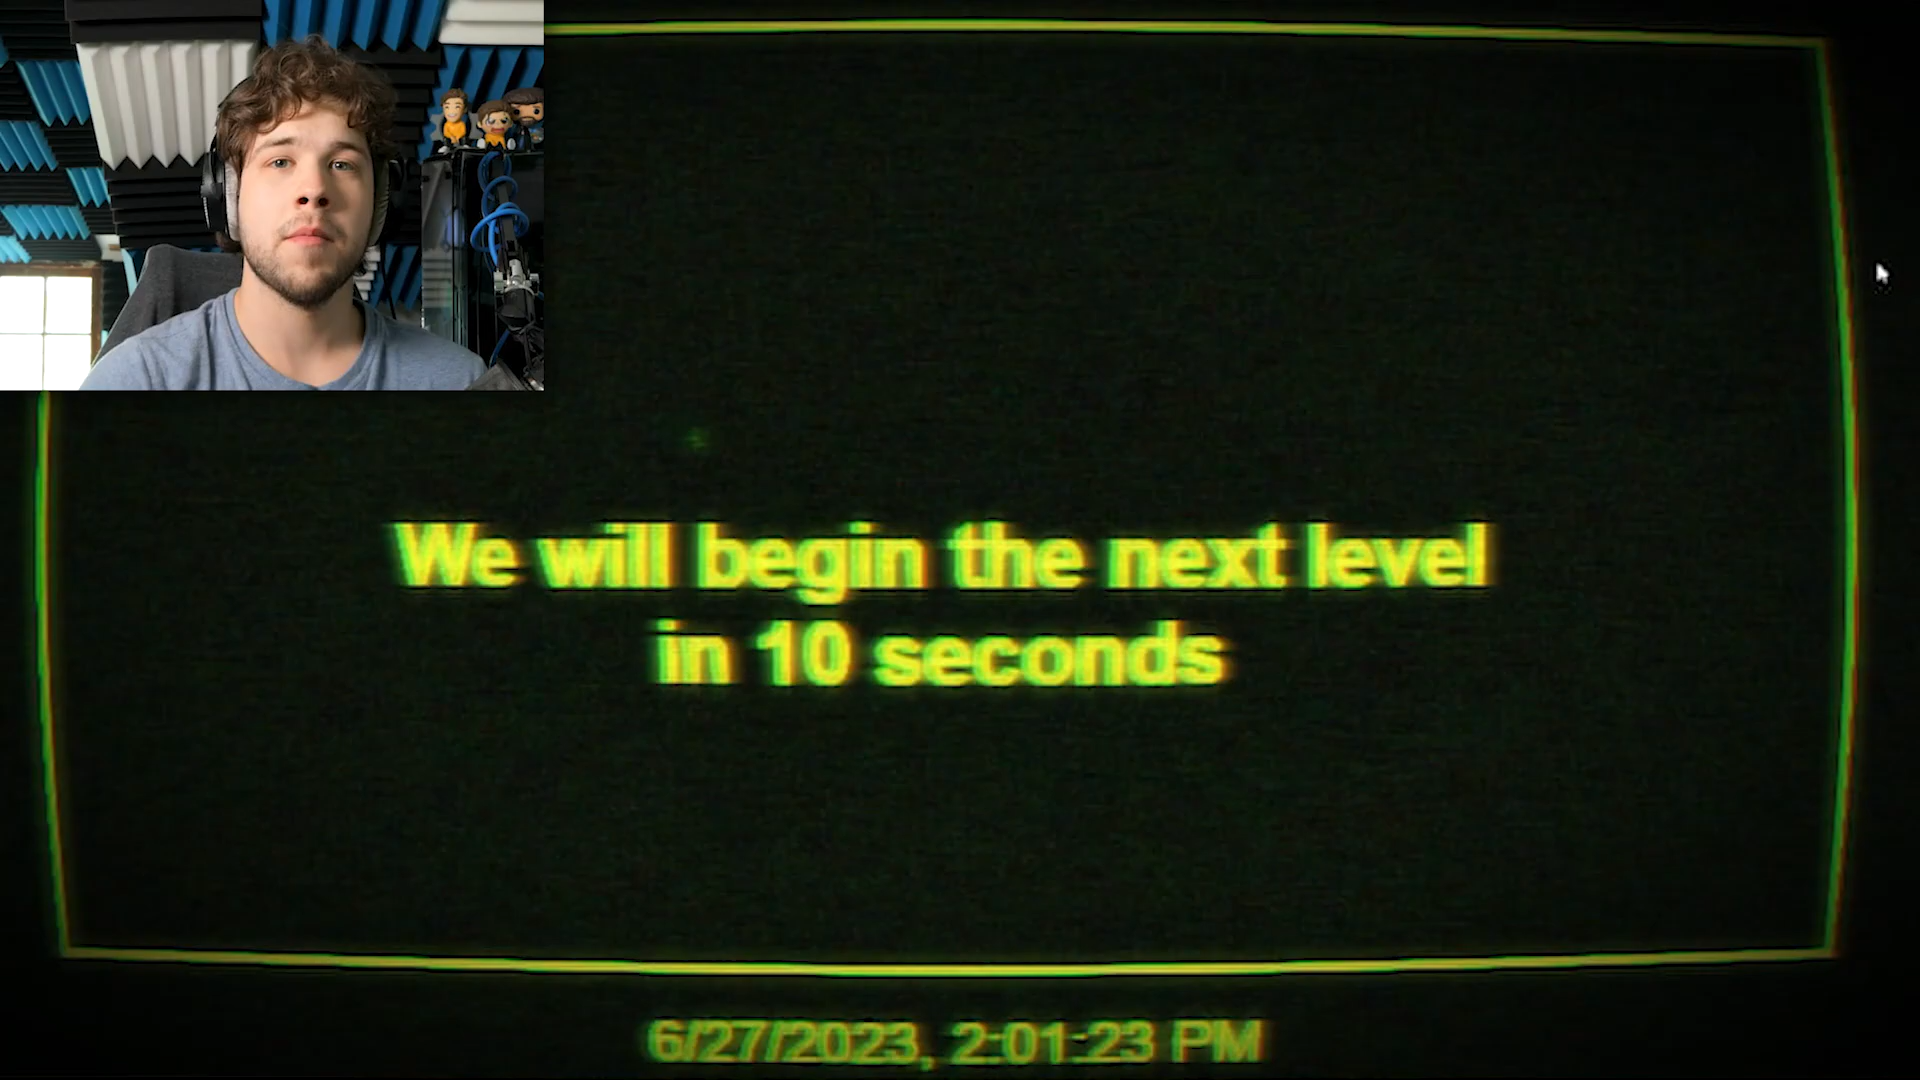 We will begin the next level
in 10 seconds
6/27/2023, 2:01:23 PM